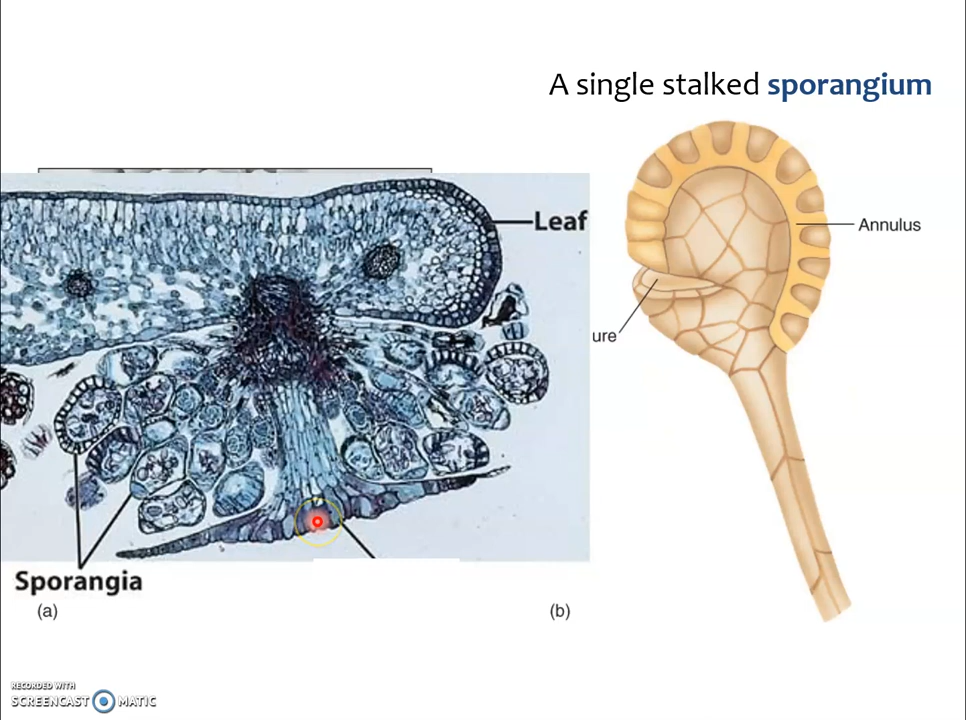 A single stalked sporangium
Leaf
Annulus
ure
Sporangia
(a)
(b)
RECORDED WITH
SCREENCAST MATIC